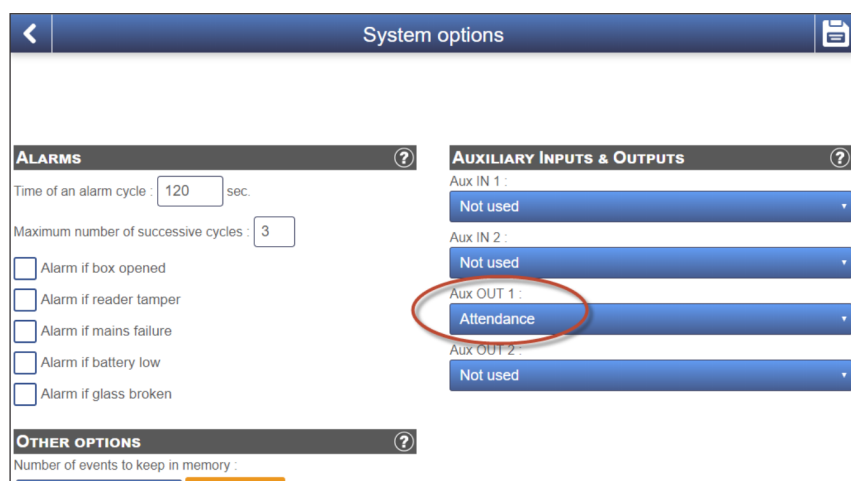 System options
ALARMS
Time of an alarm cycle : 120 sec.
Maximum number of successive cycles : 3
Alarm if box opened
Alarm if reader tamper
Alarm if mains failure
Alarm if battery low
Alarm if glass broken
OTHER OPTIONS
Number of events to keep in memory :
AUXILIARY INPUTS & OUTPUTS
Aux IN 1 :
Not used
Aux IN 2 :
Not used
Aux OUT 1 :
Attendance
Aux OUT 2 :
Not used